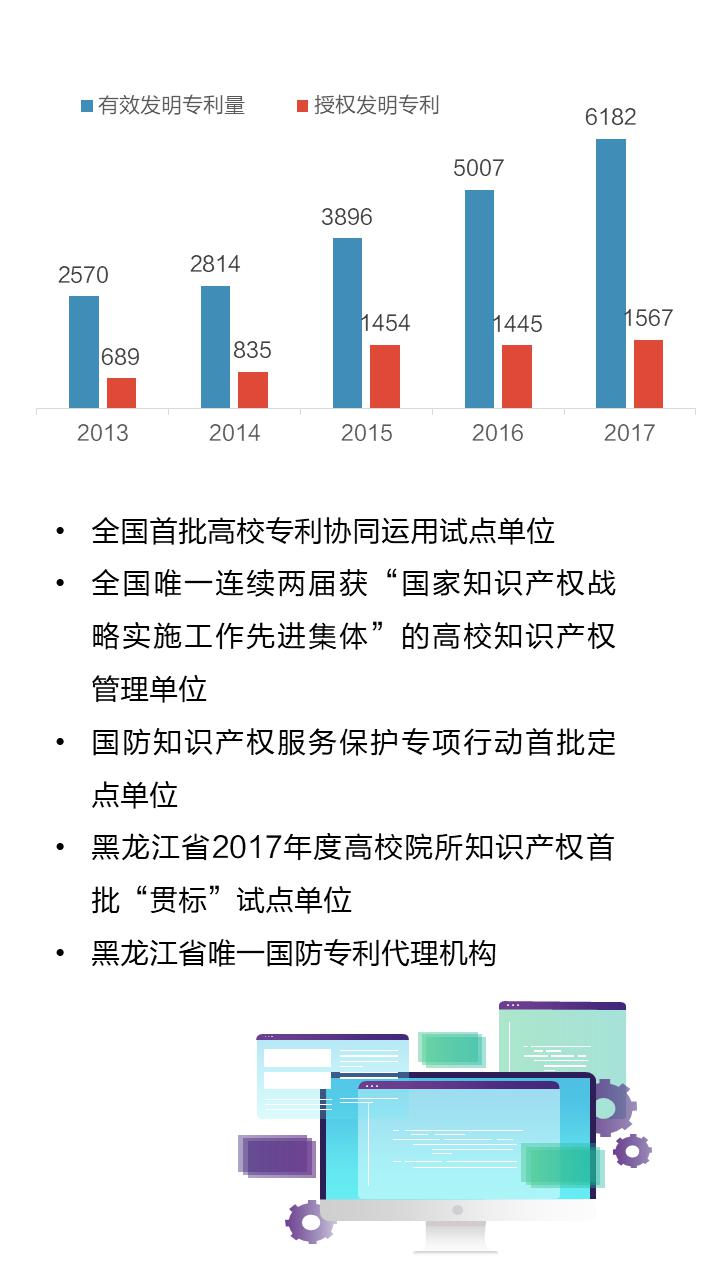 有效发明专利量 授权发明专利
6182
5007
3896
2814
2570
1454
1445
1567
835
689
2013 2014 2015 2016 2017
• 全国首批高校专利协同运用试点单位
• 全国唯一连续两届获“国家知识产权战
略实施工作先进集体”的高校知识产权
管理单位
• 国防知识产权服务保护专项行动首批定
点单位
• 黑龙江省2017年度高校院所知识产权首
批“贯标”试点单位
• 黑龙江省唯一国防专利代理机构